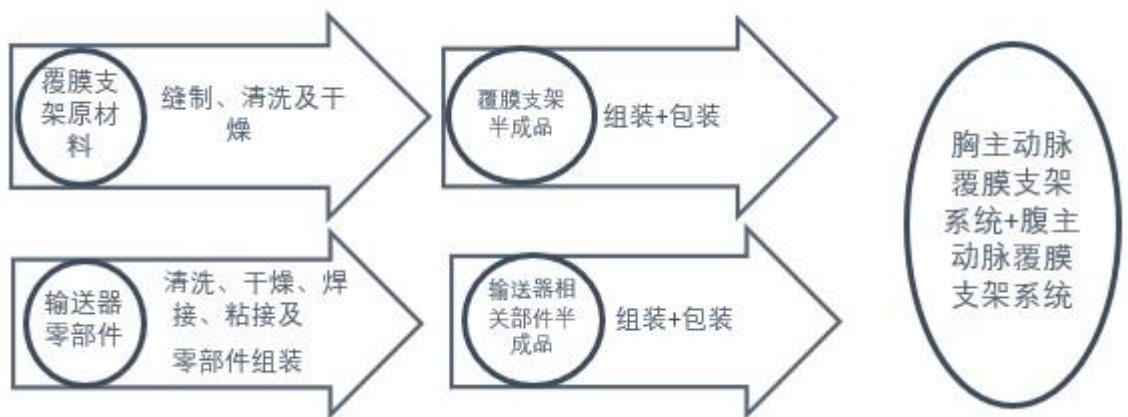 覆膜支
架原材
料
缝制、清洗及干
燥
覆膜支架
半成品
组装+包装
输送器
零部件
清洗、干燥、焊
接、粘接及
零部件组装
输送器相
关部件半
成品
组装+包装
胸主动脉
覆膜支架
系统+腹主
动脉覆膜
支架系统